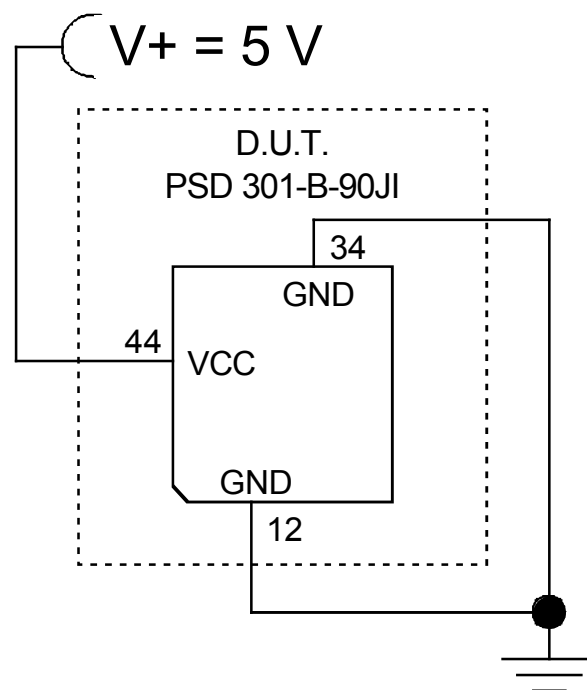 V+ = 5 V
D.U.T.
PSD 301-B-90JI
34
GND
44
VCC
GND
12